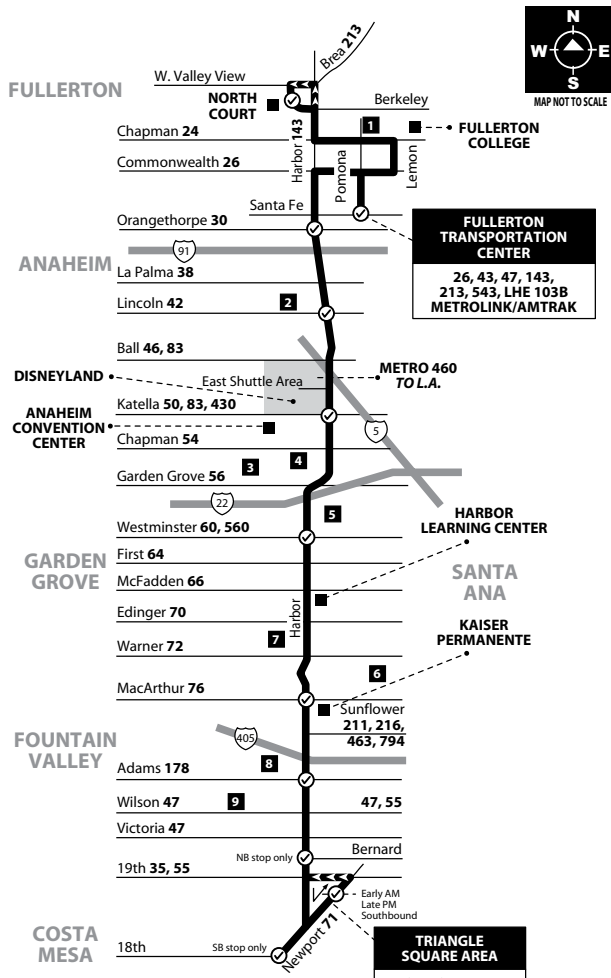 N
W E
S
MAP NOT TO SCALE
Brea 213
FULLERTON
W. Valley View
NORTH
COURT
Berkeley
1
FULLERTON
COLLEGE
Chapman 24
Harbor 143
Pomona
Lemon
Commonwealth 26
Santa Fe
Orangethorpe 30
FULLERTON
TRANSPORTATION
CENTER
26, 43, 47, 143,
213, 543, LHE 103B
METROLINK/AMTRAK
91
ANAHEIM
La Palma 38
2
Lincoln 42
Ball 46, 83
METRO 460
TO L.A.
DISNEYLAND
East Shuttle Area
Katella 50, 83, 430
ANAHEIM
CONVENTION
CENTER
5
Chapman 54
3
4
Garden Grove 56
22
5
HARBOR
LEARNING CENTER
Westminster 60, 560
First 64
GARDEN
GROVE
McFadden 66
SANTA
ANA
Harbor
Edinger 70
7
KAISER
PERMANENTE
Warner 72
6
MacArthur 76
Sunflower
211, 216,
463, 794
FOUNTAIN
VALLEY
405
8
Adams 178
Wilson 47
9
47, 55
Victoria 47
Bernard
NB stop only
19th 35, 55
Early AM
Late PM
Southbound
Newport 71
COSTA
MESA
18th
SB stop only
TRIANGLE
SQUARE AREA